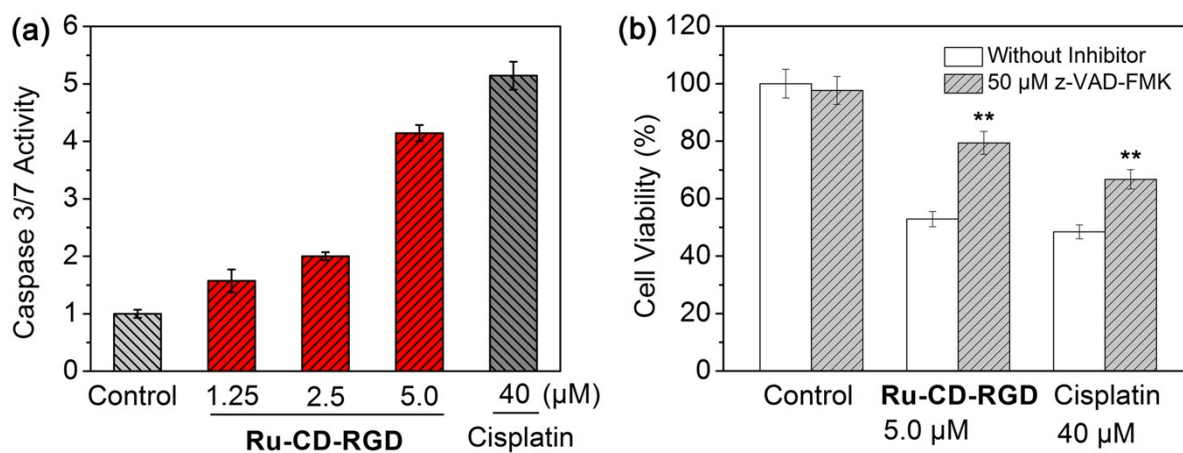 (a)
Caspase 3/7 Activity
6
5
4
3
2
1
0
Control 1.25 2.5 5.0 40 (μM)
Ru-CD-RGD Cisplatin
(b)
Cell Viability (%)
120
100
80
60
40
20
0
Without Inhibitor
50 μM z-VAD-FMK
**
**
Control Ru-CD-RGD Cisplatin
5.0 μM 40 μM